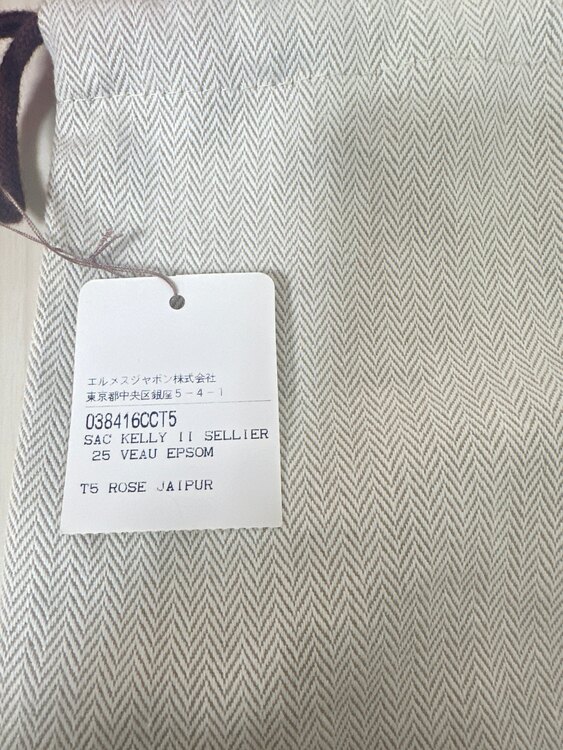 エルメスジャポン株式会社
東京都中央区銀座５－４－１
038416CCT5
SAC KELLY II SELLIER
25 VEAU EPSOM
T5 ROSE JAIPUR